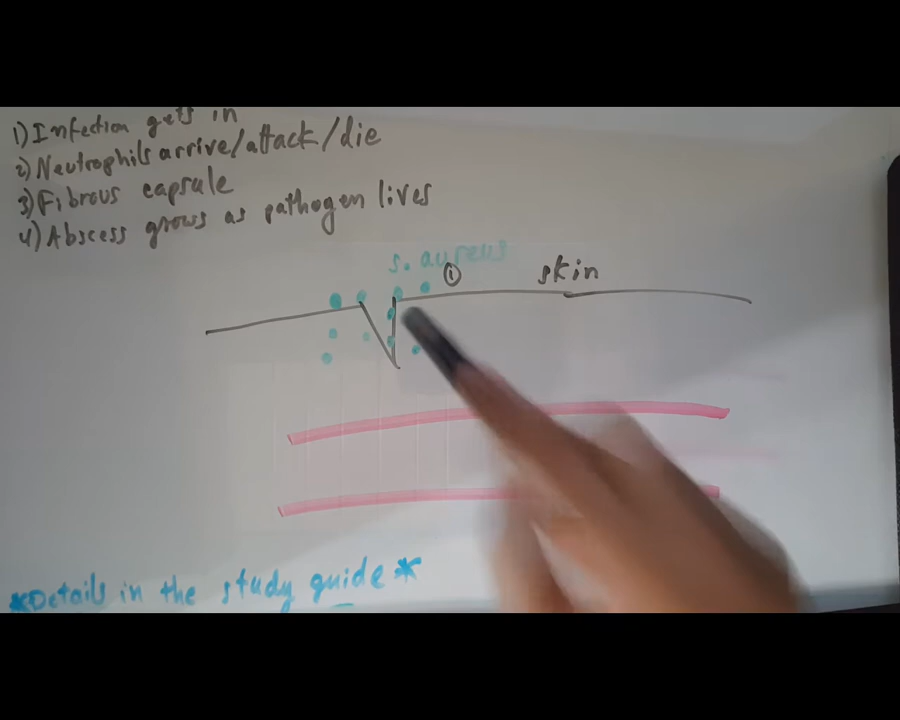 1) Infection gets in
2) Neutrophils arrive/attack/die
3) Fibrous capsule
4) Abscess grows as pathogen lives
s. aureus
① skin
*Details in the study guide*